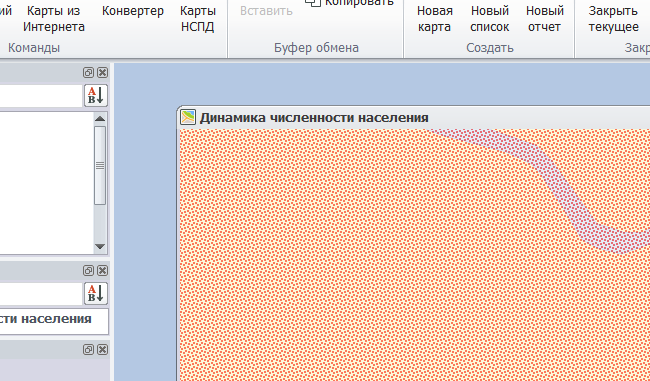 Копировать
ий Карты из Интернета
Конвертер
Карты НСПД
Вставить
Новая карта
Новый список
Новый отчет
Закрыть текущее
Команды
Буфер обмена
Создать
Закр
Динамика численности населения
А В
А В
сти населения